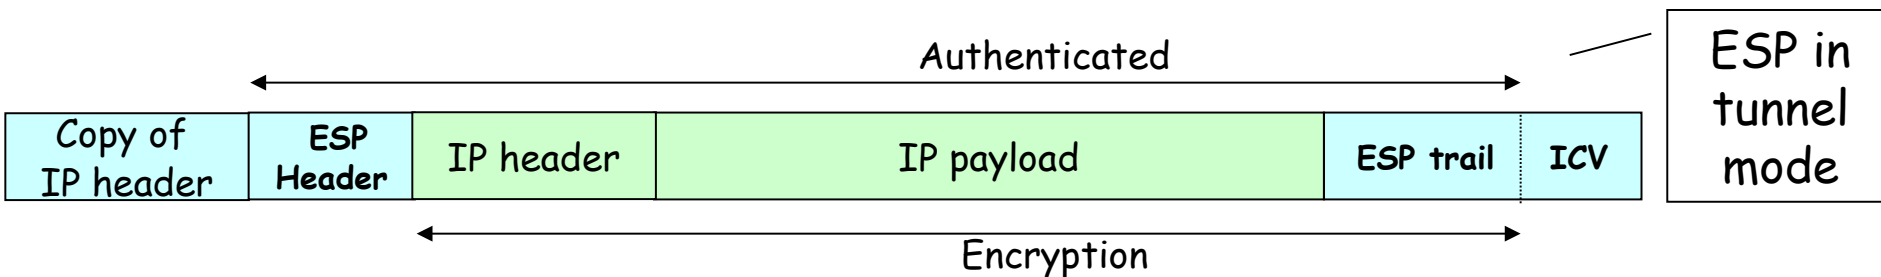 Authenticated
ESP in
tunnel
mode
Copy of
IP header
ESP
Header
IP header
IP payload
ESP trail
ICV
Encryption